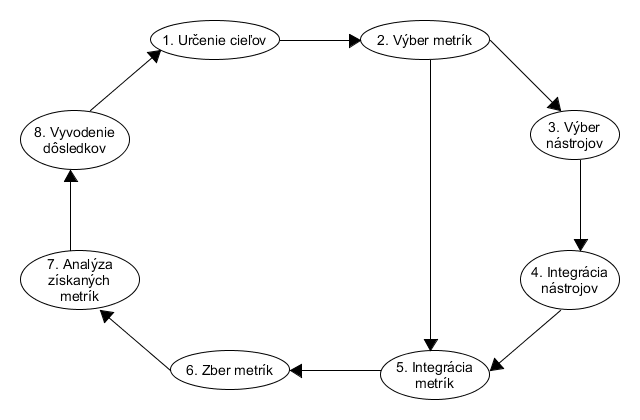 1. Určenie cieľov
2. Výber metrík
3. Výber
nástrojov
4. Integrácia
nástrojov
5. Integrácia
metrík
6. Zber metrík
7. Analýza
získaných
metrík
8. Vyvodenie
dôsledkov